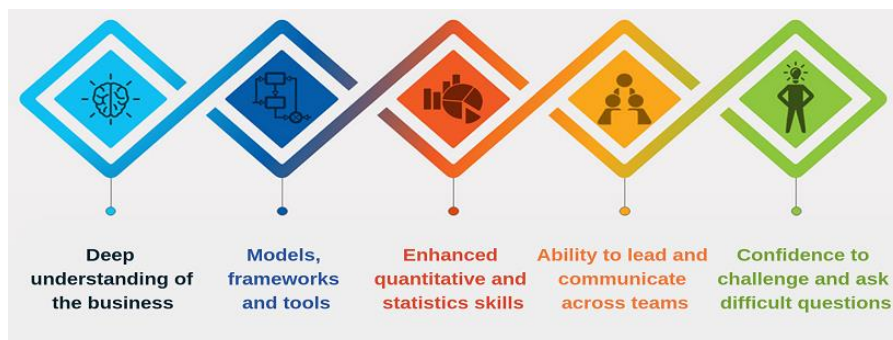 Deep
understanding of
the business
Models,
frameworks
and tools
Enhanced
quantitative and
statistics skills
Ability to lead and
communicate
across teams
Confidence to
challenge and ask
difficult questions